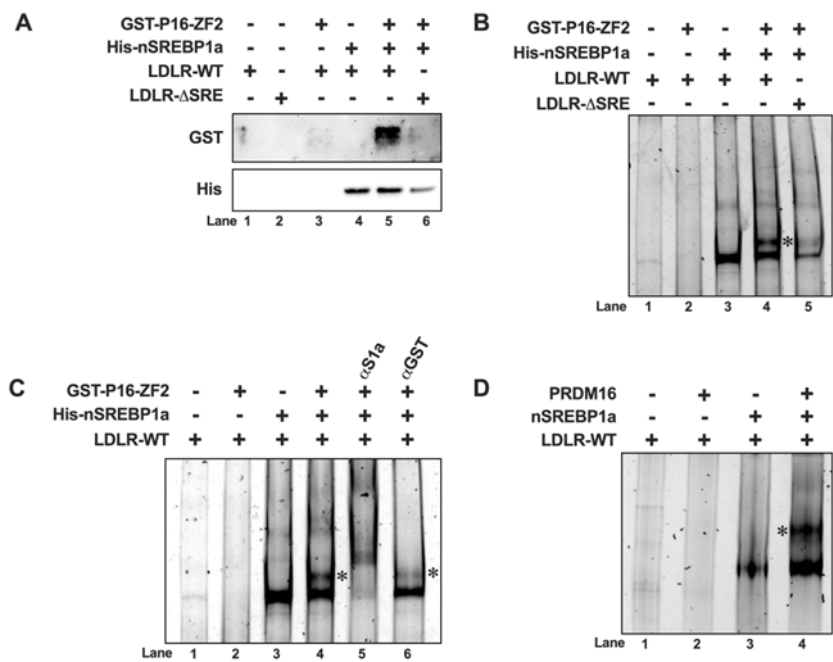 A
GST-P16-ZF2 - - + - + +
His-nSREBP1a - - - + + +
LDLR-WT + - + + + -
LDLR-ΔSRE - + - - - +
GST
His
Lane 1 2 3 4 5 6
B
GST-P16-ZF2 - + - + +
His-nSREBP1a - - + + +
LDLR-WT + + + + -
LDLR-ΔSRE - - - - +
*
Lane 1 2 3 4 5
C
αS1a αGST
GST-P16-ZF2 - + - + + +
His-nSREBP1a - - + + + +
LDLR-WT + + + + + +
* *
Lane 1 2 3 4 5 6
D
PRDM16 - + - +
nSREBP1a - - + +
LDLR-WT + + + +
*
Lane 1 2 3 4